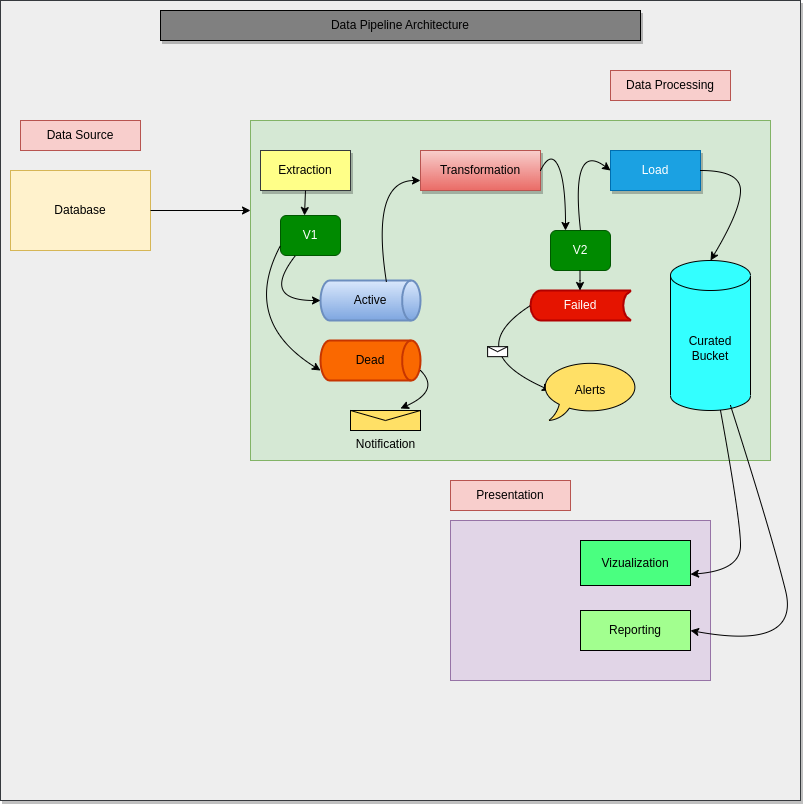 Data Pipeline Architecture
Data Processing
Data Source
Extraction
Transformation
Load
Database
V1
V2
Active
Failed
Curated
Bucket
Dead
Alerts
Notification
Presentation
Vizualization
Reporting